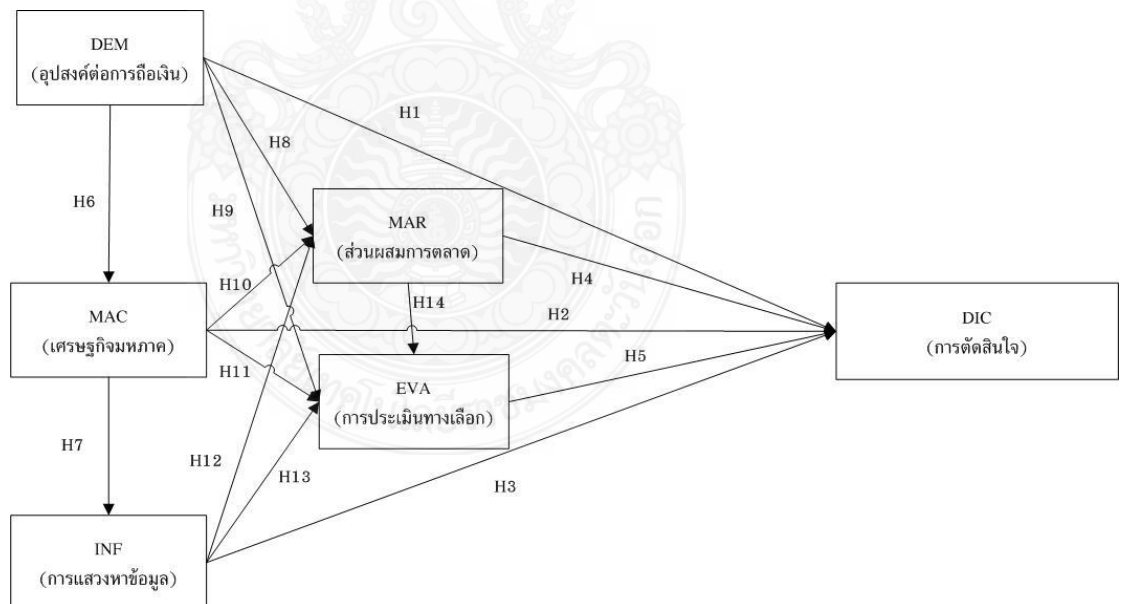 DEM
(อุปสงค์ต่อการถือเงิน)
H1
H8
H6
H9
MAR
(ส่วนผสมการตลาด)
H10
H4
H14
MAC
(เศรษฐกิจมหภาค)
H2
DIC
(การตัดสินใจ)
H11
H5
EVA
(การประเมินทางเลือก)
H7
H12
H13
H3
INF
(การแสวงหาข้อมูล)